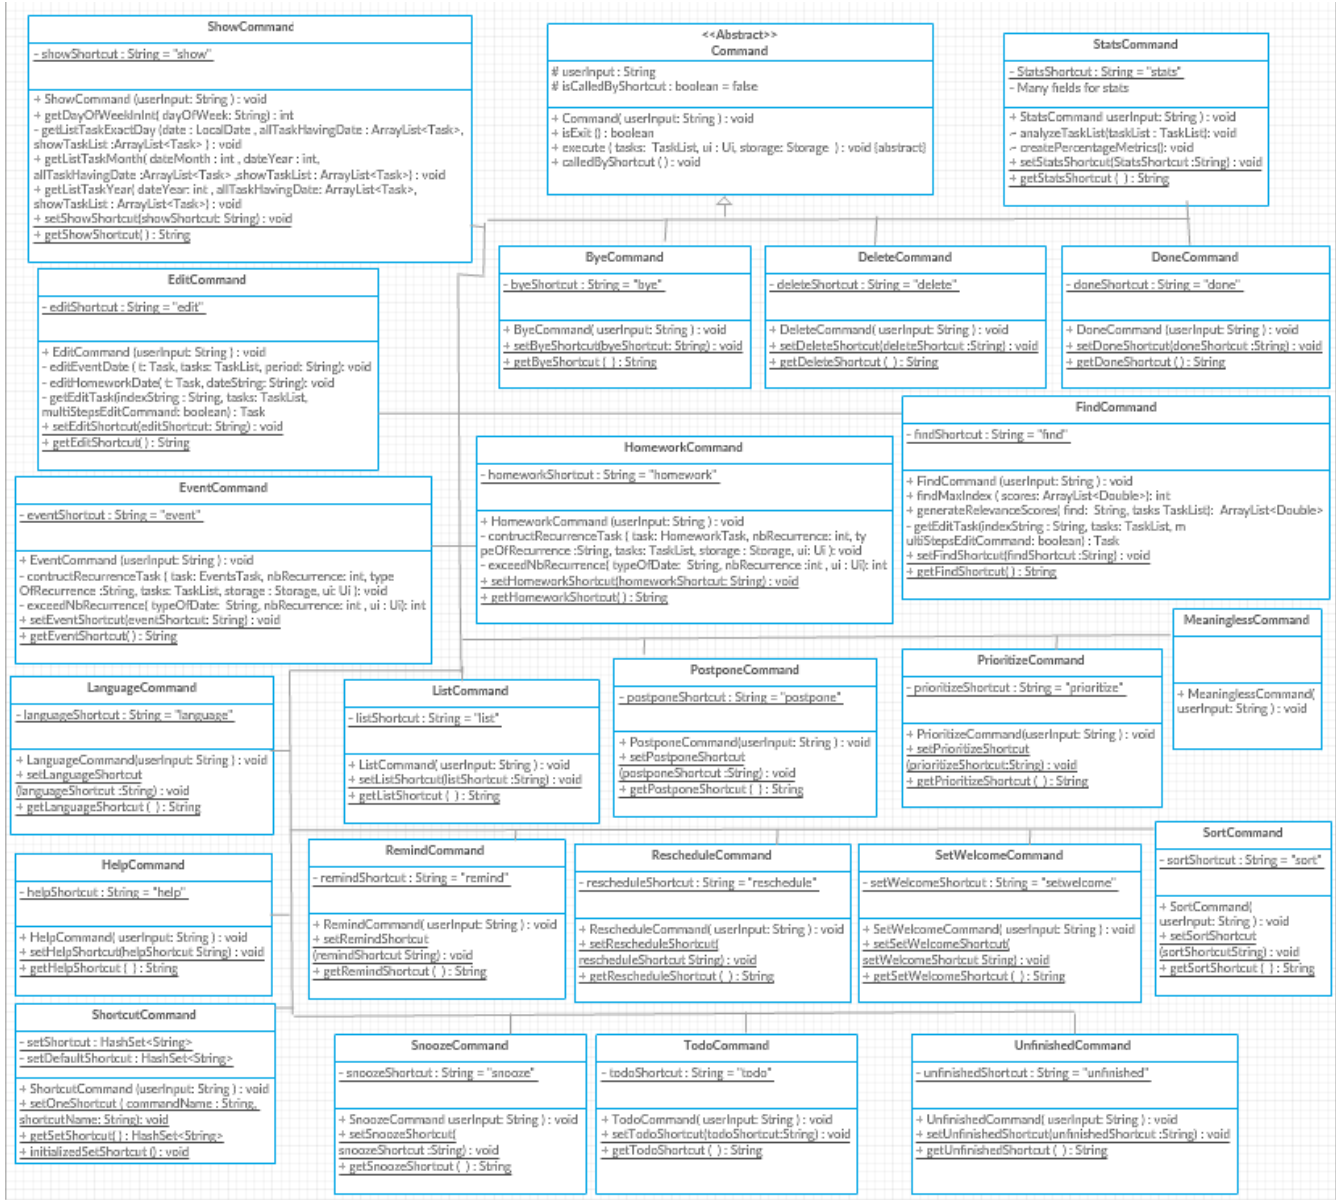 ShowCommand
- showShortcut : String = "show"
+ ShowCommand (userInput: String ) : void
+ getDayOfWeekInInt( dayOfWeek: String) : int
- getListTaskExactDay (date : LocalDate , allTaskHavingDate : ArrayList<Task>,
showTaskList :ArrayList<Task> ) : void
+ getListTaskMonth( dateMonth : int , dateYear : int,
allTaskHavingDate :ArrayList<Task> ,showTaskList : ArrayList<Task>) : void
+ getListTaskYear( dateYear: int , allTaskHavingDate: ArrayList<Task>,
showTaskList : ArrayList<Task>) : void
+ setShowShortcut(showShortcut: String) : void
+ getShowShortcut( ) : String
<<Abstract>>
Command
# userInput : String
# isCalledByShortcut : boolean = false
+ Command( userInput: String ) : void
+ isExit () : boolean
+ execute ( tasks: TaskList, ui : Ui, storage: Storage ) : void {abstract}
+ calledByShortcut ( ) : void
StatsCommand
- StatsShortcut : String = "stats"
- Many fields for stats
+ StatsCommand userInput: String ) : void
~ analyzeTaskList(taskList : TaskList): void
~ createPercentageMetrics(): void
+ setStatsShortcut(StatsShortcut :String) : void
+ getStatsShortcut ( ) : String
EditCommand
- editShortcut : String = "edit"
+ EditCommand (userInput: String ) : void
- editEventDate ( t: Task, tasks: TaskList, period: String): void
- editHomeworkDate( t: Task, dateString: String): void
- getEditTask(indexString : String, tasks: TaskList,
multiStepsEditCommand: boolean) : Task
+ setEditShortcut(editShortcut: String) : void
+ getEditShortcut( ) : String
ByeCommand
- byeShortcut : String = "bye"
+ ByeCommand( userInput: String ) : void
+ setByeShortcut(byeShortcut: String) : void
+ getByeShortcut ( ) : String
DeleteCommand
- deleteShortcut : String = "delete"
+ DeleteCommand( userInput: String ) : void
+ setDeleteShortcut(deleteShortcut :String) : void
+ getDeleteShortcut ( ) : String
DoneCommand
- doneShortcut : String = "done"
+ DoneCommand (userInput: String ) : void
+ setDoneShortcut(doneShortcut :String) : void
+ getDoneShortcut ( ) : String
EventCommand
- eventShortcut : String = "event"
+ EventCommand (userInput: String ) : void
- contructRecurrenceTask ( task: EventsTask, nbRecurrence: int, type
OfRecurrence :String, tasks: TaskList, storage : Storage, ui: Ui ): void
- exceedNbRecurrence( typeOfDate: String, nbRecurrence: int , ui : Ui): int
+ setEventShortcut(eventShortcut: String) : void
+ getEventShortcut( ) : String
HomeworkCommand
- homeworkShortcut : String = "homework"
+ HomeworkCommand (userInput: String ) : void
- contructRecurrenceTask ( task: HomeworkTask, nbRecurrence: int, ty
peOfRecurrence :String, tasks: TaskList, storage : Storage, ui: Ui ): void
- exceedNbRecurrence( typeOfDate: String, nbRecurrence :int , ui : Ui): int
+ setHomeworkShortcut(homeworkShortcut: String) : void
+ getHomeworkShortcut( ) : String
FindCommand
- findShortcut : String = "find"
+ FindCommand (userInput: String ) : void
+ findMaxIndex ( scores: ArrayList<Double>): int
+ generateRelevanceScores( find: String, tasks TaskList): ArrayList<Double>
- getEditTask(indexString : String, tasks: TaskList, m
ultiStepsEditCommand: boolean) : Task
+ setFindShortcut(findShortcut :String) : void
+ getFindShortcut( ) : String
MeaninglessCommand
+ MeaninglessCommand(
userInput: String ) : void
LanguageCommand
- languageShortcut : String = "language"
+ LanguageCommand(userInput: String ) : void
+ setLanguageShortcut
(languageShortcut :String) : void
+ getLanguageShortcut ( ) : String
ListCommand
- listShortcut : String = "list"
+ ListCommand( userInput: String ) : void
+ setListShortcut(listShortcut :String) : void
+ getListShortcut ( ) : String
PostponeCommand
- postponeShortcut : String = "postpone"
+ PostponeCommand(userInput: String ) : void
+ setPostponeShortcut
(postponeShortcut :String) : void
+ getPostponeShortcut ( ) : String
PrioritizeCommand
- prioritizeShortcut : String = "prioritize"
+ PrioritizeCommand(userInput: String ) : void
+ setPrioritizeShortcut
(prioritizeShortcut:String) : void
+ getPrioritizeShortcut ( ) : String
HelpCommand
- helpShortcut : String = "help"
+ HelpCommand( userInput: String ) : void
+ setHelpShortcut(helpShortcut String) : void
+ getHelpShortcut ( ) : String
RemindCommand
- remindShortcut : String = "remind"
+ RemindCommand( userInput: String ) : void
+ setRemindShortcut
(remindShortcut String) : void
+ getRemindShortcut ( ) : String
RescheduleCommand
- rescheduleShortcut : String = "reschedule"
+ RescheduleCommand( userInput: String ) : void
+ setRescheduleShortcut(
rescheduleShortcut String) : void
+ getRescheduleShortcut ( ) : String
SetWelcomeCommand
- setWelcomeShortcut : String = "setwelcome"
+ SetWelcomeCommand( userInput: String ) : void
+ setSetWelcomeShortcut(
setWelcomeShortcut String) : void
+ getSetWelcomeShortcut ( ) : String
SortCommand
- sortShortcut : String = "sort"
+ SortCommand(
userInput: String ) : void
+ setSortShortcut
(sortShortcutString) : void
+ getSortShortcut ( ) : String
ShortcutCommand
- setShortcut : HashSet<String>
- setDefaultShortcut : HashSet<String>
+ ShortcutCommand (userInput: String ) : void
+ setOneShortcut ( commandName : String,
shortcutName: String): void
+ getSetShortcut( ) : HashSet<String>
+ initializedSetShortcut () : void
SnoozeCommand
- snoozeShortcut : String = "snooze"
+ SnoozeCommand userInput: String ) : void
+ setSnoozeShortcut(
snoozeShortcut :String) : void
+ getSnoozeShortcut ( ) : String
TodoCommand
- todoShortcut : String = "todo"
+ TodoCommand( userInput: String ) : void
+ setTodoShortcut(todoShortcut:String) : void
+ getTodoShortcut ( ) : String
UnfinishedCommand
- unfinishedShortcut : String = "unfinished"
+ UnfinishedCommand( userInput: String ) : void
+ setUnfinishedShortcut(unfinishedShortcut :String) : void
+ getUnfinishedShortcut ( ) : String